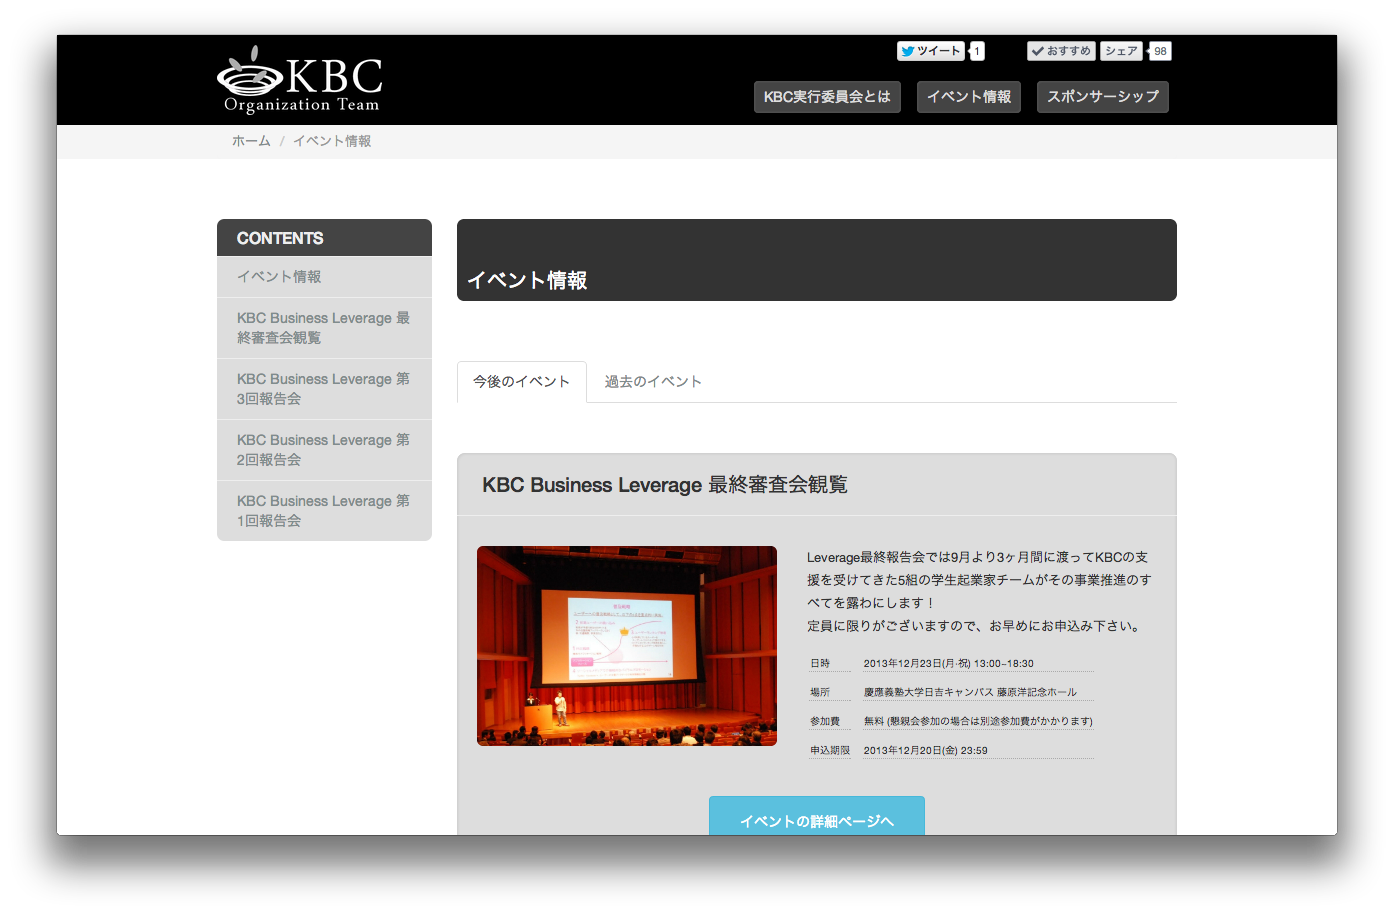 KBC
Organization Team
ツイート 1
おすすめ シェア 98
KBC実行委員会とは イベント情報 スポンサーシップ
ホーム / イベント情報
CONTENTS
イベント情報
KBC Business Leverage 最
終審査会観覧
KBC Business Leverage 第
3回報告会
KBC Business Leverage 第
2回報告会
KBC Business Leverage 第
1回報告会
イベント情報
今後のイベント 過去のイベント
KBC Business Leverage 最終審査会観覧
Leverage最終報告会では9月より3ヶ月間に渡ってKBCの支
援を受けてきた5組の学生起業家チームがその事業推進のす
べてを露わにします！
定員に限りがございますので、お早めにお申込み下さい。
日時 2013年12月23日(月·祝) 13:00~18:30
場所 慶應義塾大学日吉キャンパス 藤原洋記念ホール
参加費 無料 (懇親会参加の場合は別途参加費がかかります)
申込期限 2013年12月20日(金) 23:59
イベントの詳細ページへ